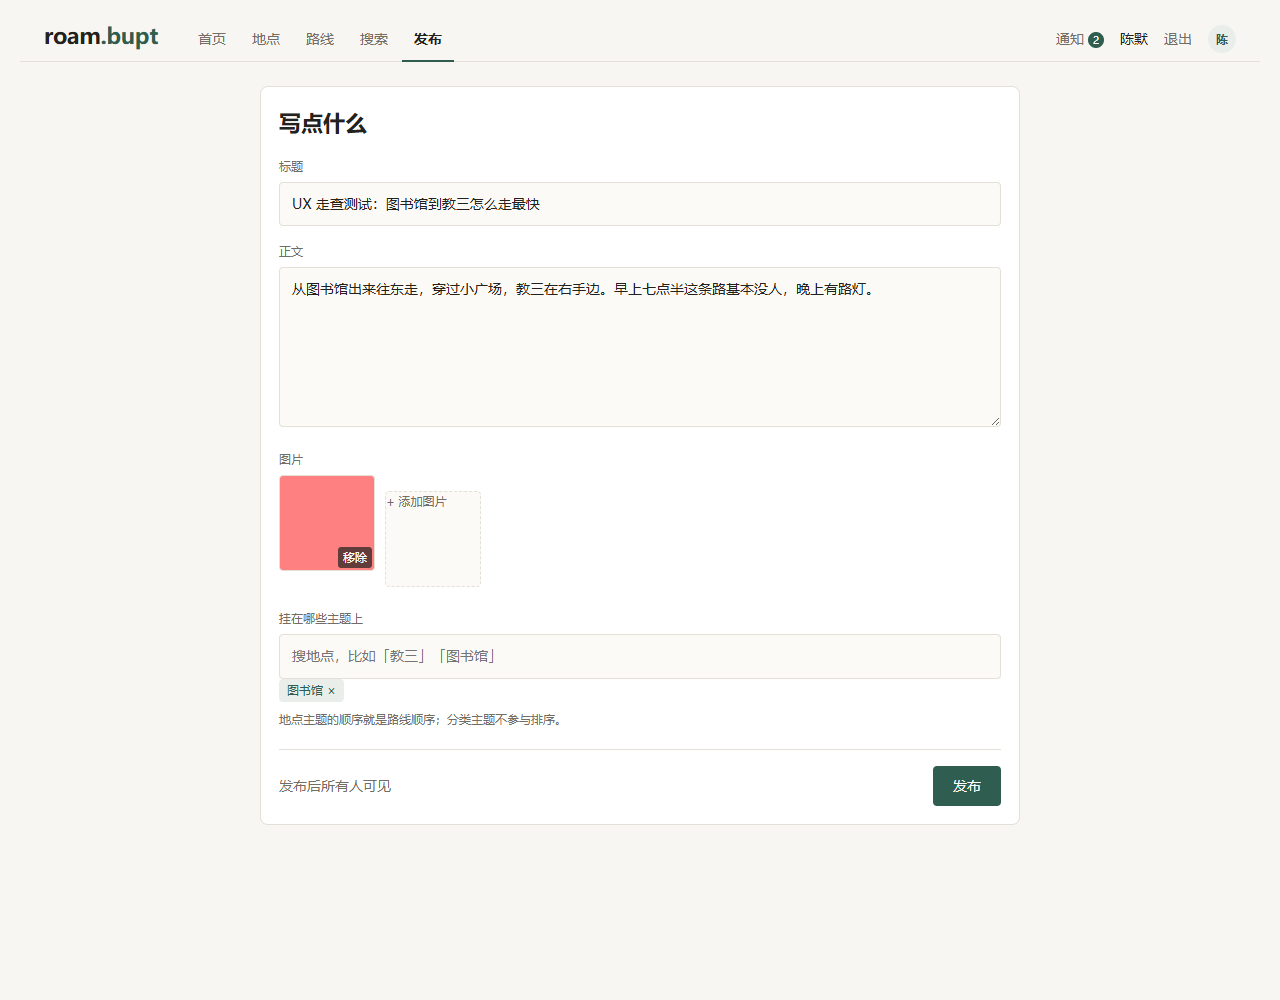 roam.bupt 首页 地点 路线 搜索 发布 通知 2 陈默 退出 陈
写点什么
标题
UX 走查测试：图书馆到教三怎么走最快
正文
从图书馆出来往东走，穿过小广场，教三在右手边。早上七点半这条路基本没人，晚上有路灯。
图片
+ 添加图片
移除
挂在哪些主题上
搜地点，比如「教三」「图书馆」
图书馆 ×
地点主题的顺序就是路线顺序；分类主题不参与排序。
发布后所有人可见 发布